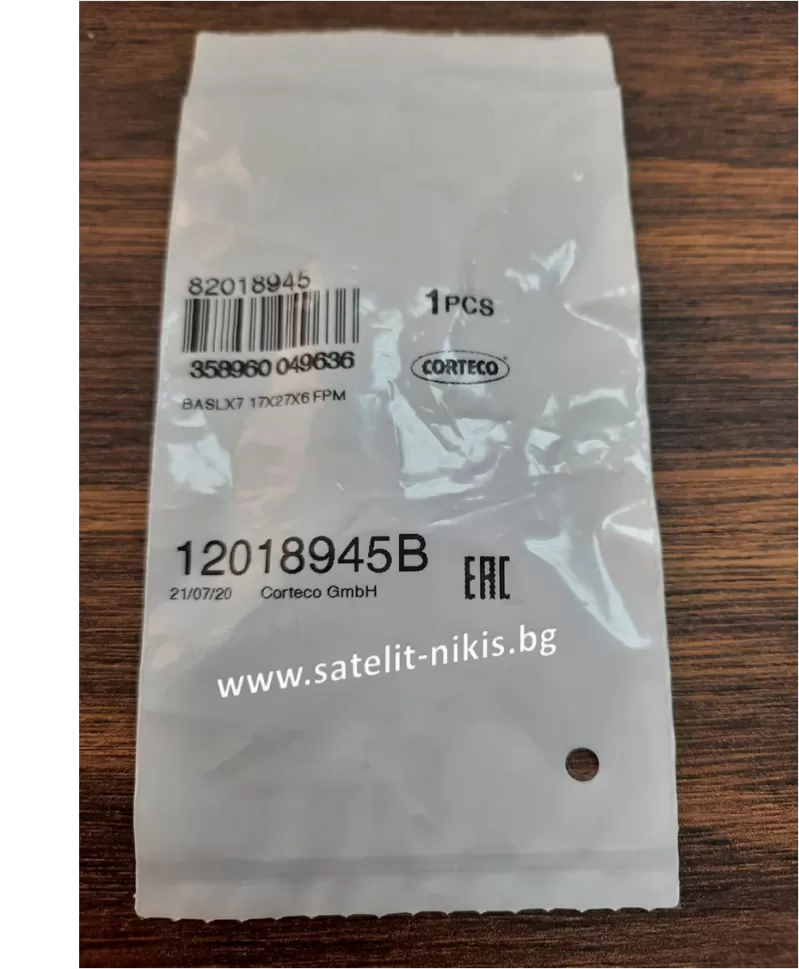 82018945
358960 049636
BASLX7 17X27X6 FPM
1PCS
CORTECO
12018945B
21/07/20 Corteco GmbH
EAC
www.satelit-nikis.bg